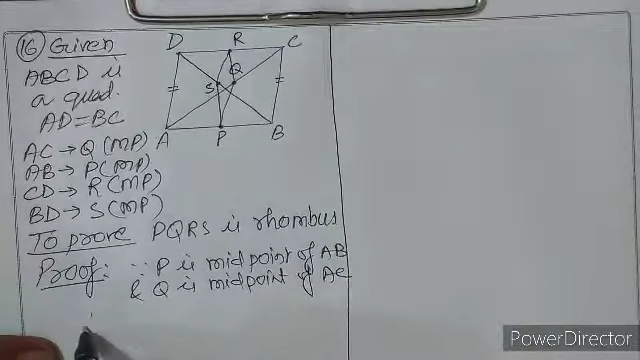 16 Given
ABCD is
a quad.
AD=BC
AC→Q (MP)
AB→ P(MP)
CD→ R(MP)
BD→ S(MP)
To prove PQRS is rhombus
Proof: ∵ P is midpoint of AB
& Q is midpoint of AC
D R C
S Q
A P B
PowerDirector